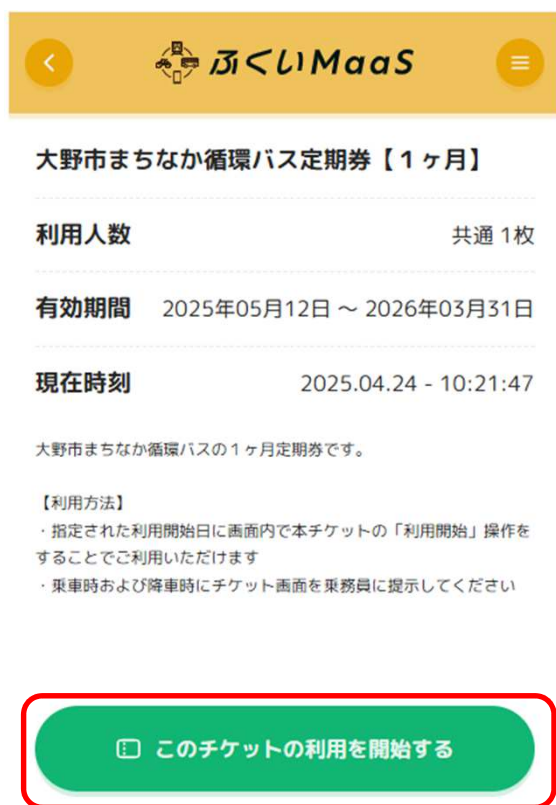 ふくいMaaS
大野市まちなか循環バス定期券【１ヶ月】
利用人数 共通 1枚
有効期間 2025年05月12日 ～ 2026年03月31日
現在時刻 2025.04.24 - 10:21:47
大野市まちなか循環バスの１ヶ月定期券です。
【利用方法】
・指定された利用開始日に画面内で本チケットの「利用開始」操作を
することでご利用いただけます
・乗車時および降車時にチケット画面を乗務員に提示してください
このチケットの利用を開始する